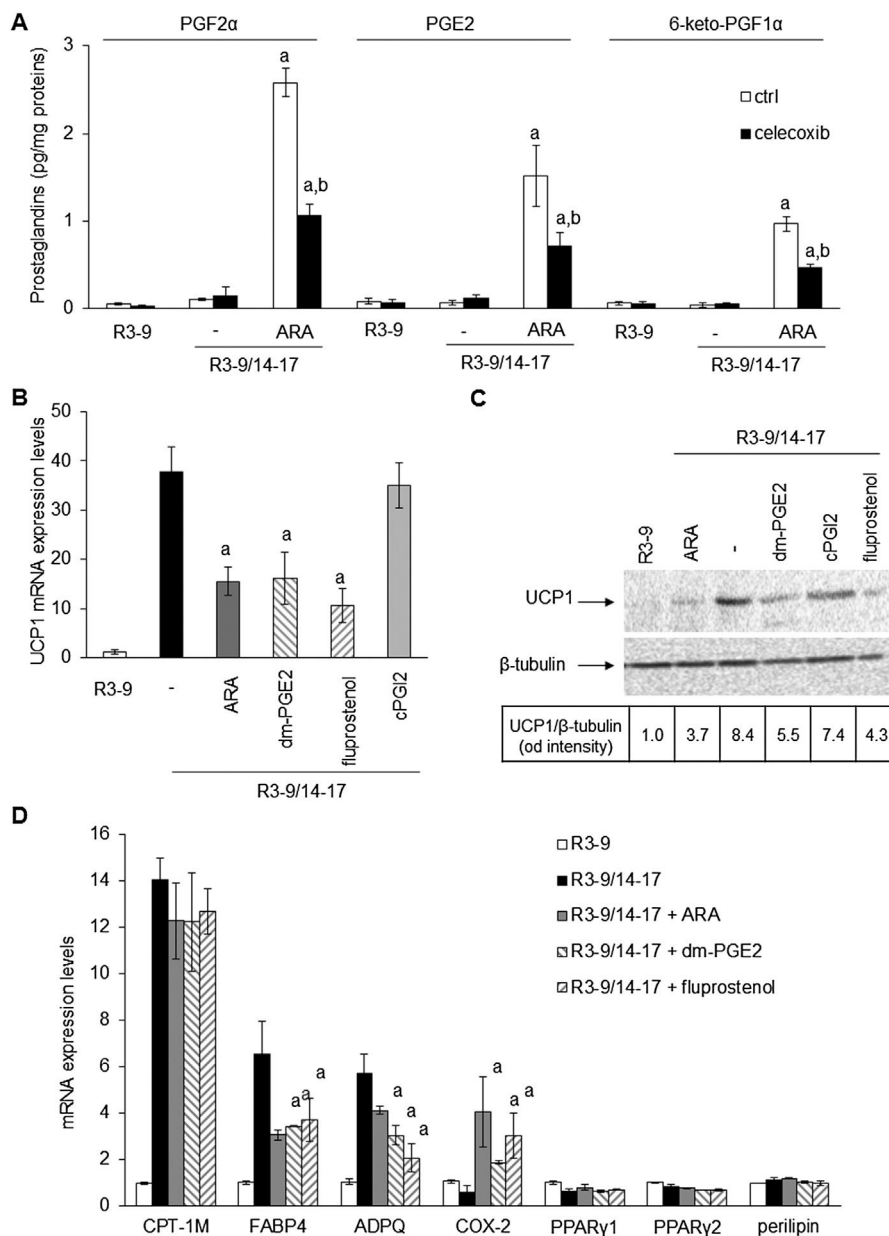 A
PGF2α PGE2 6-keto-PGF1α
Prostaglandins (pg/mg proteins)
3
2
1
0
a
a,b
a
a,b
a
a,b
ctrl
celecoxib
R3-9 - ARA R3-9 - ARA R3-9 - ARA
R3-9/14-17 R3-9/14-17 R3-9/14-17
B
UCP1 mRNA expression levels
50
40
30
20
10
0
a a a
R3-9 - ARA dm-PGE2 fluprostenol cPGI2
R3-9/14-17
C
R3-9/14-17
R3-9 ARA - dm-PGE2 cPGI2 fluprostenol
UCP1
β-tubulin
UCP1/β-tubulin 1.0 3.7 8.4 5.5 7.4 4.3
(od intensity)
D
mRNA expression levels
16
14
12
10
8
6
4
2
0
R3-9
R3-9/14-17
R3-9/14-17 + ARA
R3-9/14-17 + dm-PGE2
R3-9/14-17 + fluprostenol
a a a
a a a
a a a
CPT-1M FABP4 ADPQ COX-2 PPARγ1 PPARγ2 perilipin